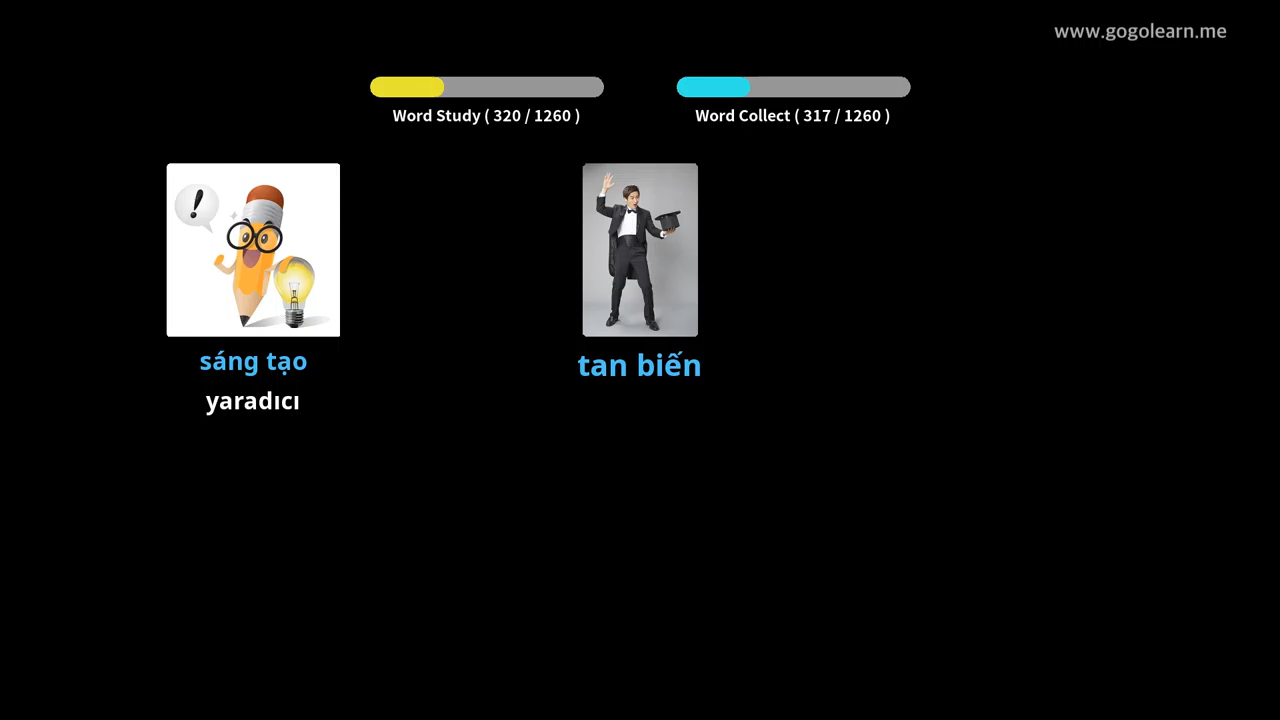 www.gogolearn.me
Word Study ( 320 / 1260 )
Word Collect ( 317 / 1260 )
sáng tạo
yaradıcı
tan biến